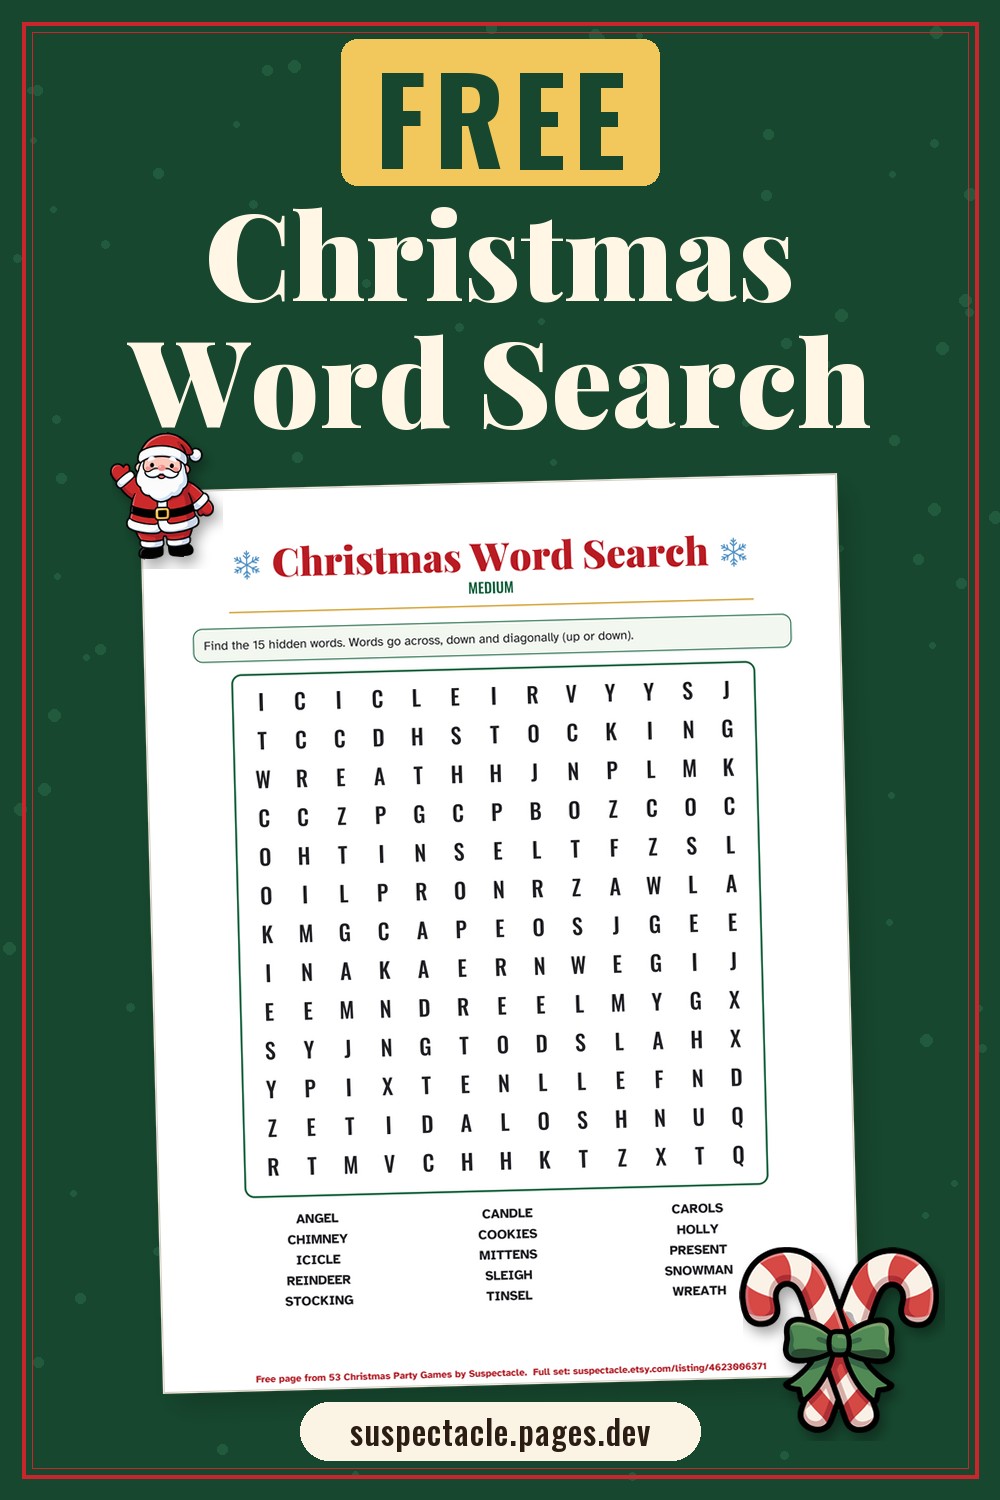 FREE
Christmas
Word Search
Christmas Word Search
MEDIUM
Find the 15 hidden words. Words go across, down and diagonally (up or down).
I C I C L E I R V Y Y S J
T C C D H S T O C K I N G
W R E A T H H J N P L M K
C C Z P G C P B O Z C O C
O H T I N S E L T F Z S L
O I L P R O N R Z A W L A
K M G C A P E O S J G E E
I N A K A E R N W E G I J
E E M N D R E E L M Y G X
S Y J N G T O D S L A H X
Y P I X T E N L L E F N D
Z E T I D A L O S H N U Q
R T M V C H H K T Z X T Q
ANGEL CANDLE CAROLS
CHIMNEY COOKIES HOLLY
ICICLE MITTENS PRESENT
REINDEER SLEIGH SNOWMAN
STOCKING TINSEL WREATH
Free page from 53 Christmas Party Games by Suspectacle. Full set: suspectacle.etsy.com/listing/4623006371
suspectacle.pages.dev